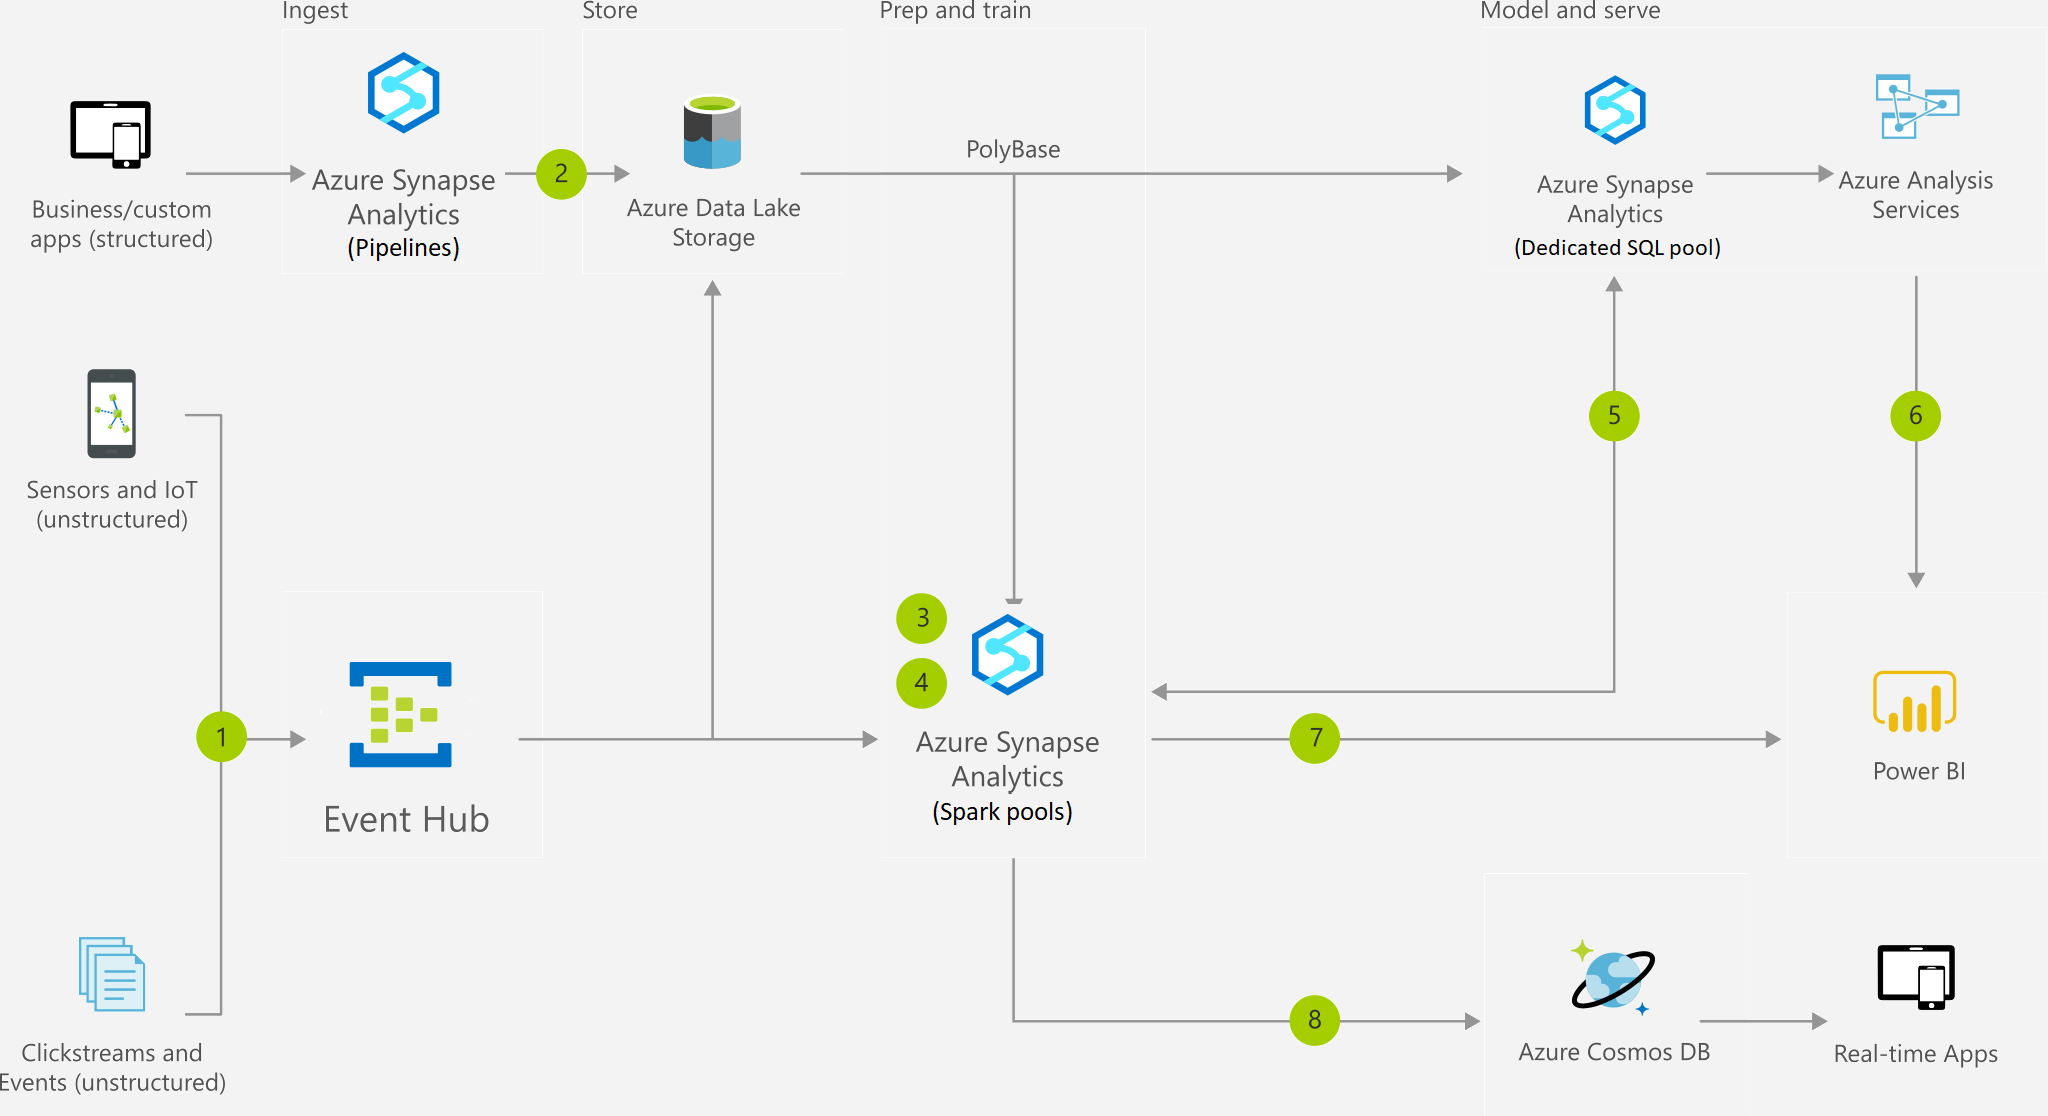 Ingest
Store
Prep and train
Model and serve
Business/custom
apps (structured)
Azure Synapse
Analytics
(Pipelines)
2
Azure Data Lake
Storage
PolyBase
Azure Synapse
Analytics
(Dedicated SQL pool)
Azure Analysis
Services
Sensors and IoT
(unstructured)
5
6
1
Event Hub
3
4
Azure Synapse
Analytics
(Spark pools)
7
Power BI
Clickstreams and
Events (unstructured)
8
Azure Cosmos DB
Real-time Apps